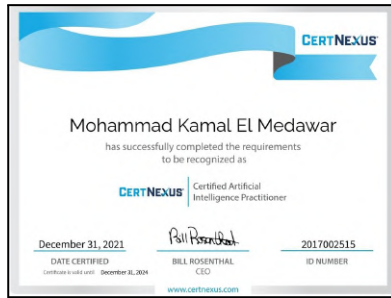 CERTNEXUS
Mohammad Kamal El Medawar
has successfully completed the requirements
to be recognized as
CERTNEXUS
Certified Artificial
Intelligence Practitioner
December 31, 2021
Bill Rosenthal
2017002515
DATE CERTIFIED
BILL ROSENTHAL
ID NUMBER
Certificate is valid until: December 31, 2024
CEO
www.certnexus.com